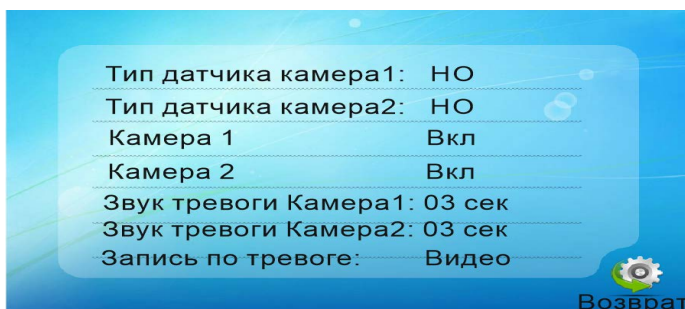 Тип датчика камера1: НО
Тип датчика камера2: НО
Камера 1 Вкл
Камера 2 Вкл
Звук тревоги Камера1: 03 сек
Звук тревоги Камера2: 03 сек
Запись по тревоге: Видео
Возврат